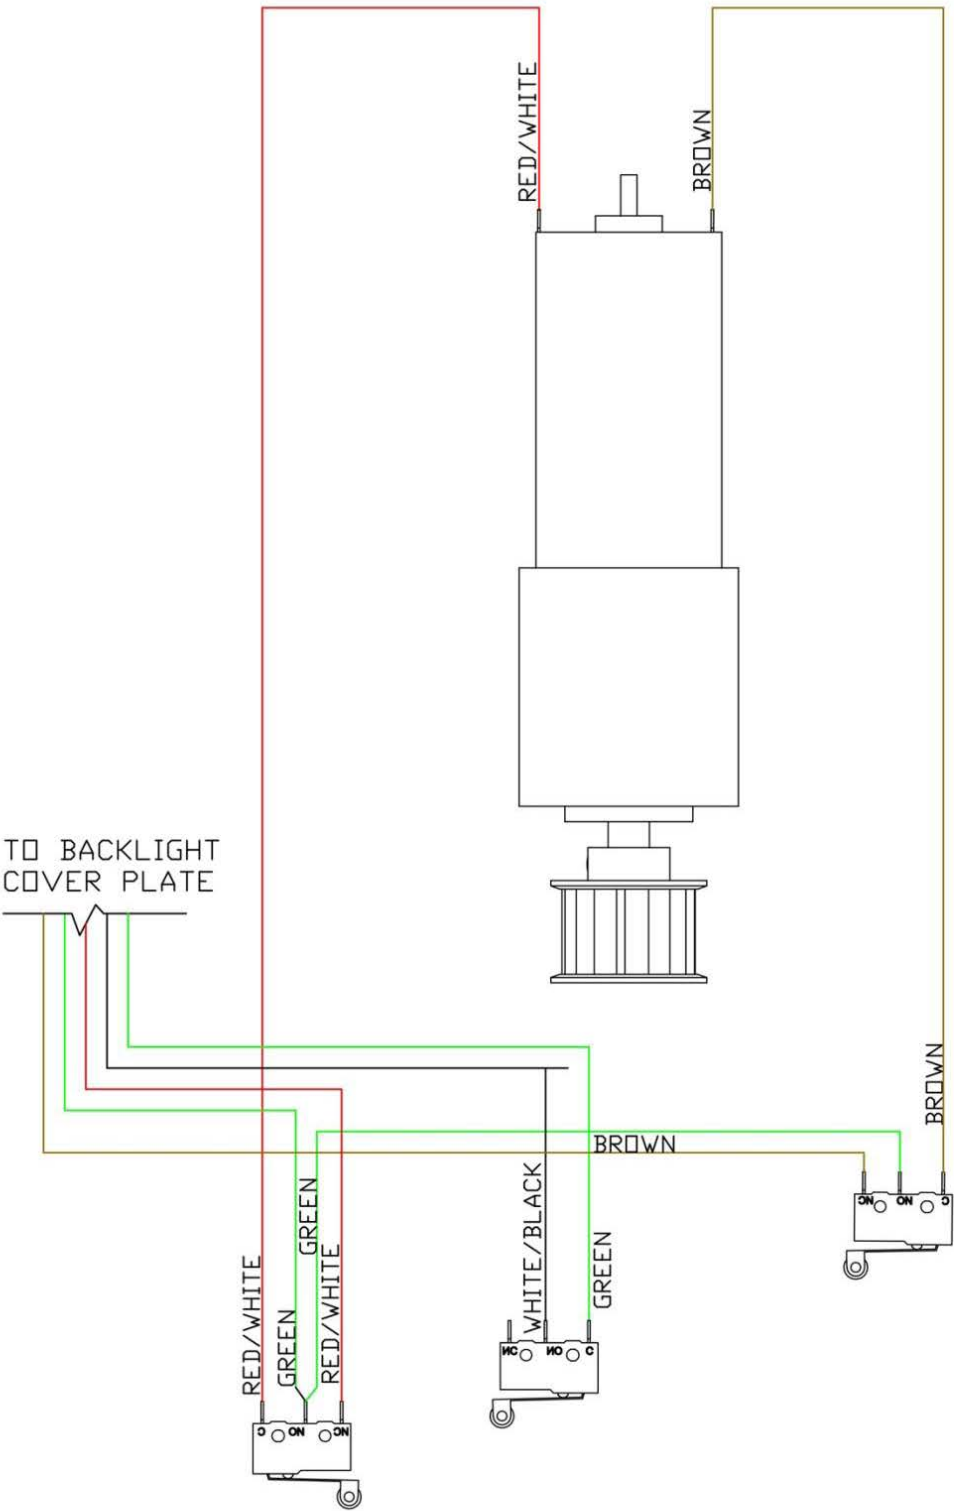 RED/WHITE
BROWN
TO BACKLIGHT
COVER PLATE
BROWN
BROWN
WHITE/BLACK
GREEN
GREEN
RED/WHITE
RED/WHITE
GREEN
NC NO C
NC NO C
C NO NC